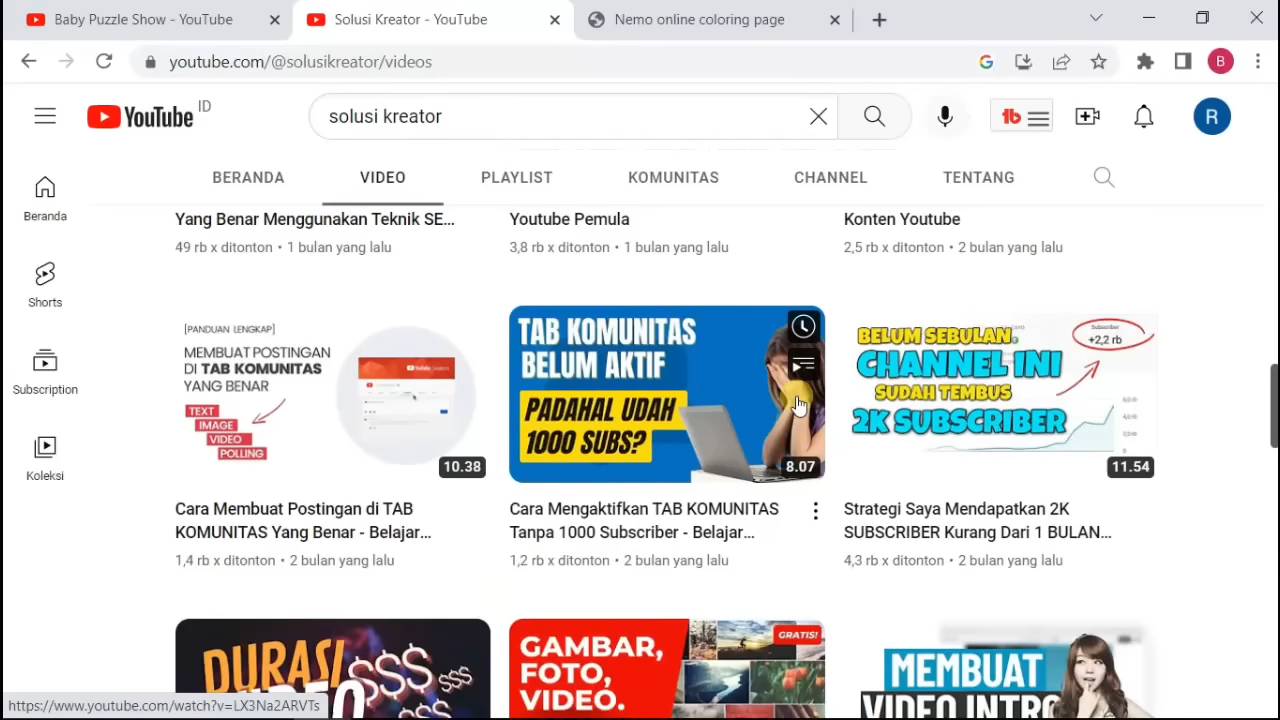 Baby Puzzle Show - YouTube
Solusi Kreator - YouTube
Nemo online coloring page
youtube.com/@solusikreator/videos
B
YouTube ID
solusi kreator
tb
R
BERANDA
VIDEO
PLAYLIST
KOMUNITAS
CHANNEL
TENTANG
Beranda
Shorts
Subscription
Koleksi
Yang Benar Menggunakan Teknik SE...
49 rb x ditonton • 1 bulan yang lalu
Youtube Pemula
3,8 rb x ditonton • 1 bulan yang lalu
Konten Youtube
2,5 rb x ditonton • 2 bulan yang lalu
[PANDUAN LENGKAP]
MEMBUAT POSTINGAN
DI TAB KOMUNITAS
YANG BENAR
TEXT
IMAGE
VIDEO
POLLING
10.38
TAB KOMUNITAS
BELUM AKTIF
PADAHAL UDAH
1000 SUBS?
8.07
BELUM SEBULAN.
CHANNEL INI
SUDAH TEMBUS
2K SUBSCRIBER
Subscriber
+2,2 rb
11.54
Cara Membuat Postingan di TAB
KOMUNITAS Yang Benar - Belajar...
1,4 rb x ditonton • 2 bulan yang lalu
Cara Mengaktifkan TAB KOMUNITAS
Tanpa 1000 Subscriber - Belajar...
1,2 rb x ditonton • 2 bulan yang lalu
Strategi Saya Mendapatkan 2K
SUBSCRIBER Kurang Dari 1 BULAN...
4,3 rb x ditonton • 2 bulan yang lalu
DURASI
$$$
$$$
GAMBAR,
FOTO,
VIDEO.
GRATIS!
MEMBUAT
VIDEO INTRO
https://www.youtube.com/watch?v=LX3Na2ARVTs